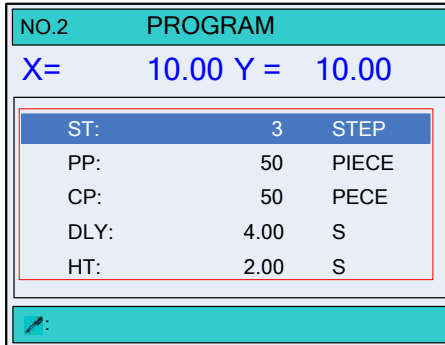 NO.2 PROGRAM
X= 10.00 Y = 10.00
ST: 3 STEP
PP: 50 PIECE
CP: 50 PECE
DLY: 4.00 S
HT: 2.00 S
: